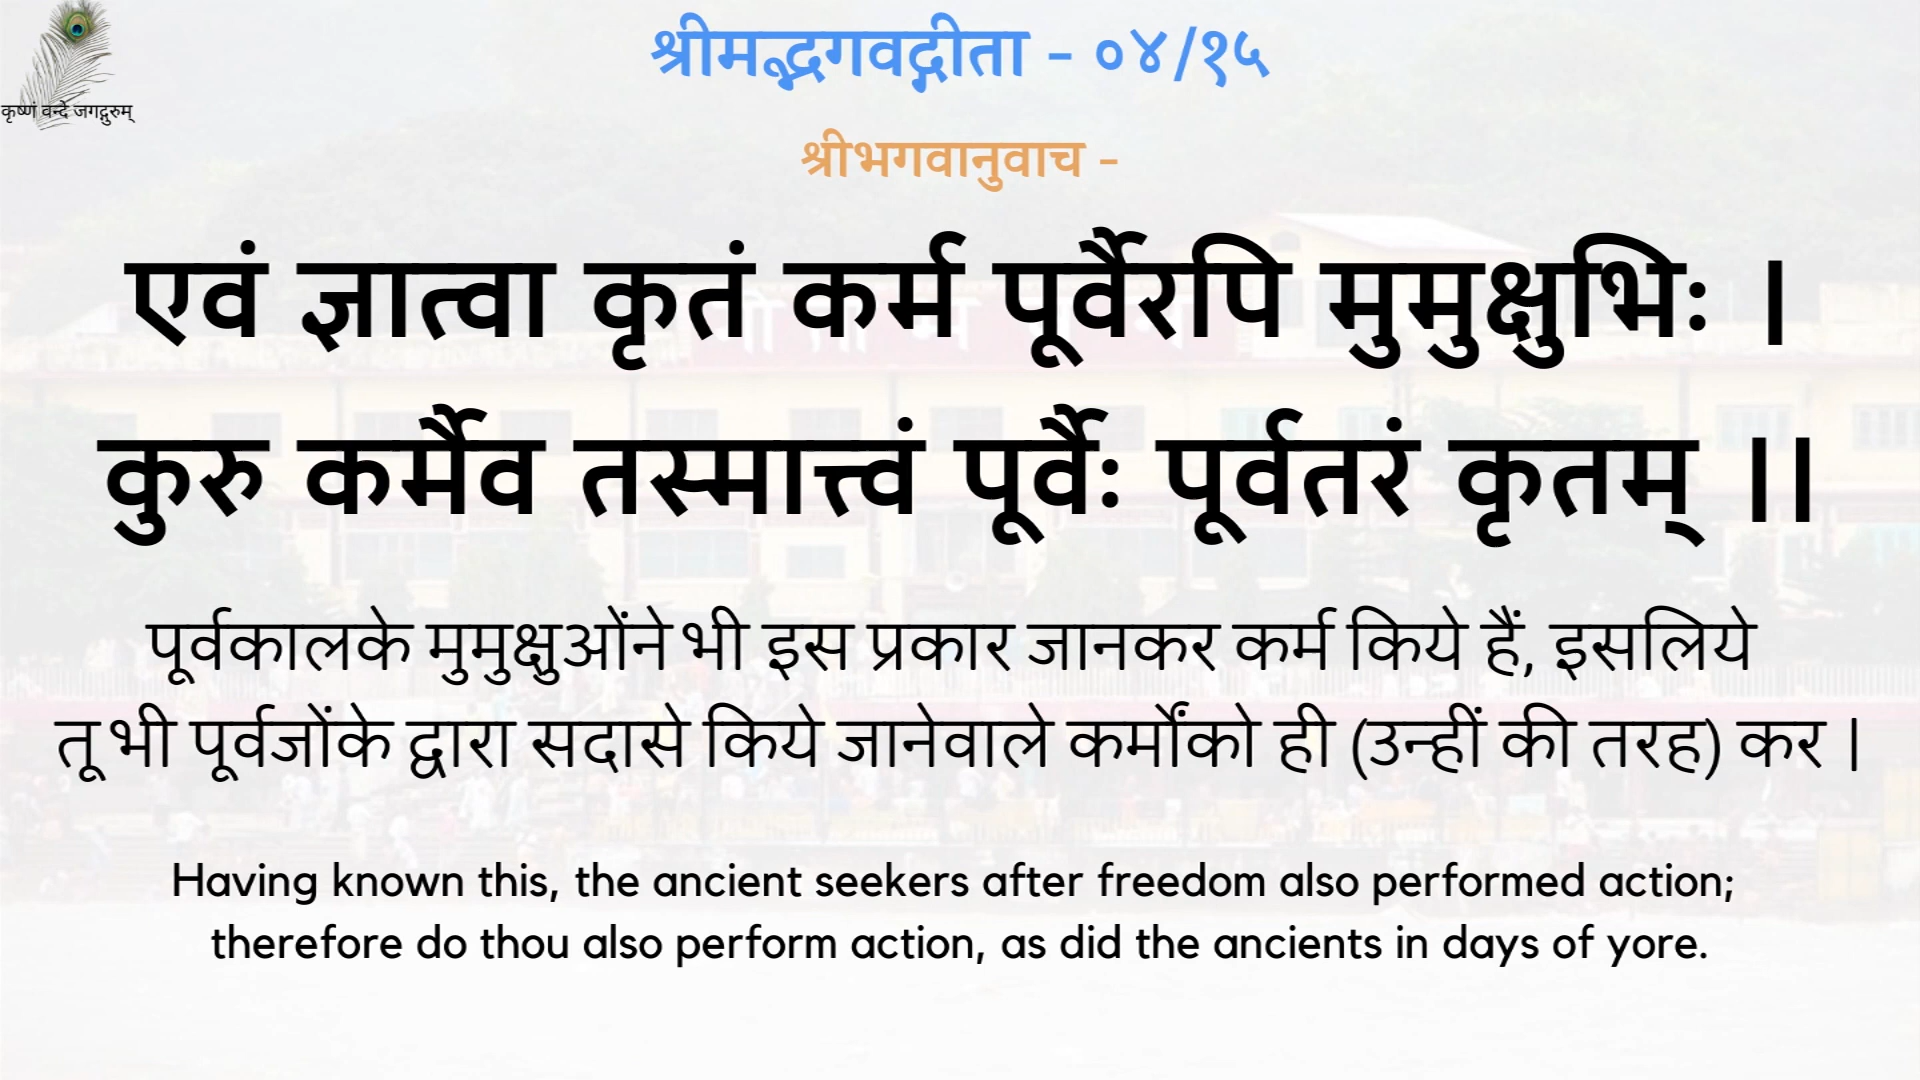 कृष्णं वन्दे जगद्गुरुम्
श्रीमद्भगवद्गीता - ०४/१५
श्रीभगवानुवाच -
एवं ज्ञात्वा कृतं कर्म पूर्वैरपि मुमुक्षुभिः ।
कुरु कर्मैव तस्मात्त्वं पूर्वैः पूर्वतरं कृतम् ।।
पूर्वकालके मुमुक्षुओंने भी इस प्रकार जानकर कर्म किये हैं, इसलिये
तू भी पूर्वजोंके द्वारा सदासे किये जानेवाले कर्मोंको ही (उन्हीं की तरह) कर ।
Having known this, the ancient seekers after freedom also performed action;
therefore do thou also perform action, as did the ancients in days of yore.